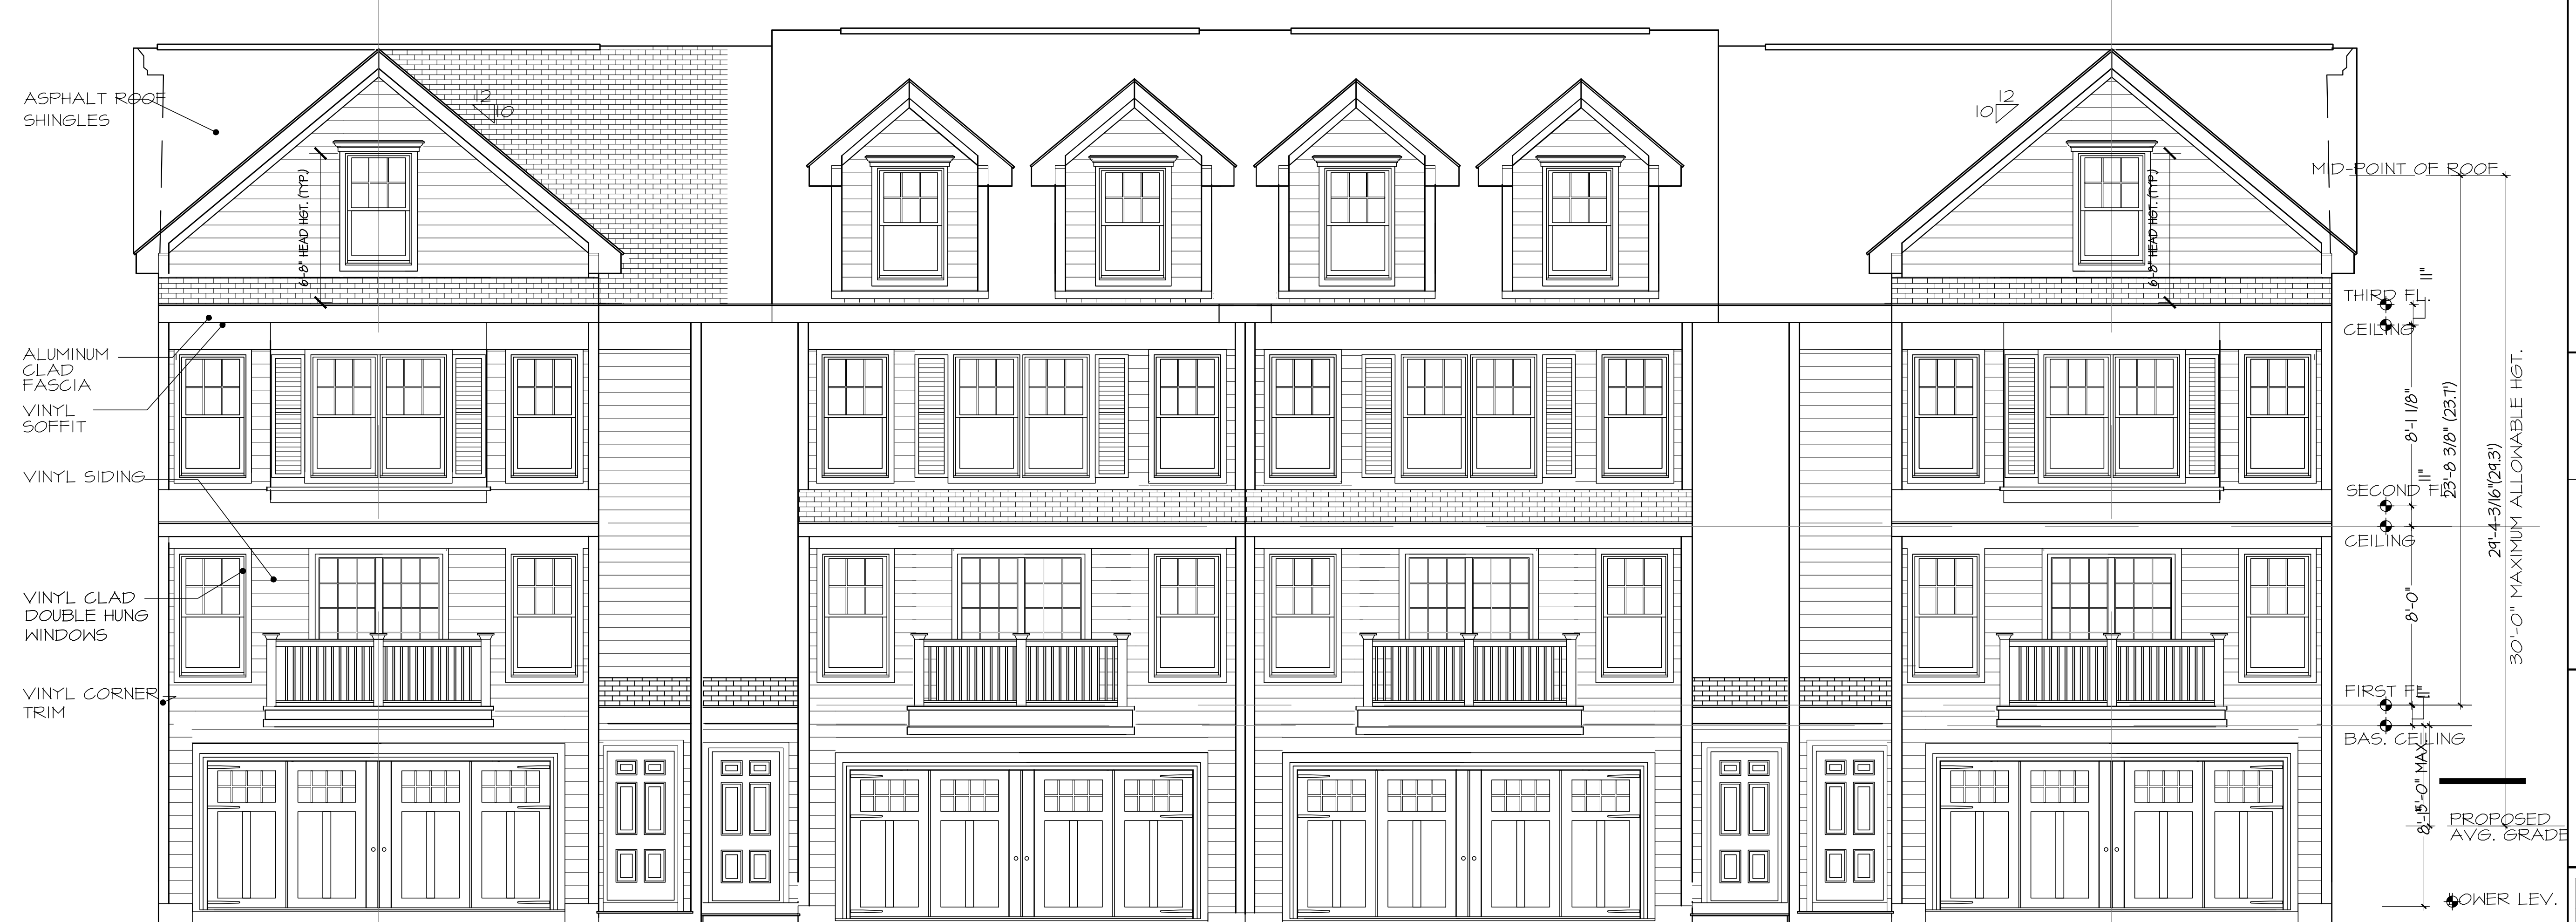 ASPHALT ROOF
SHINGLES
12
10
6'-8" HEAD HGT. (TYP.)
ALUMINUM
CLAD
FASCIA
VINYL
SOFFIT
VINYL SIDING
VINYL CLAD
DOUBLE HUNG
WINDOWS
VINYL CORNER
TRIM
12
10
6'-8" HEAD HGT. (TYP.)
MID-POINT OF ROOF
THIRD FL.
11"
CEILING
8'-1 1/8"
SECOND FL.
11"
CEILING
8'-0"
FIRST FL.
11"
BAS. CEILING
5'-0" MAX.
23'-8 3/8" (23.7')
29'-4-3/16"(29.3')
30'-0" MAXIMUM ALLOWABLE HGT.
PROPOSED
AVG. GRADE
LOWER LEV.